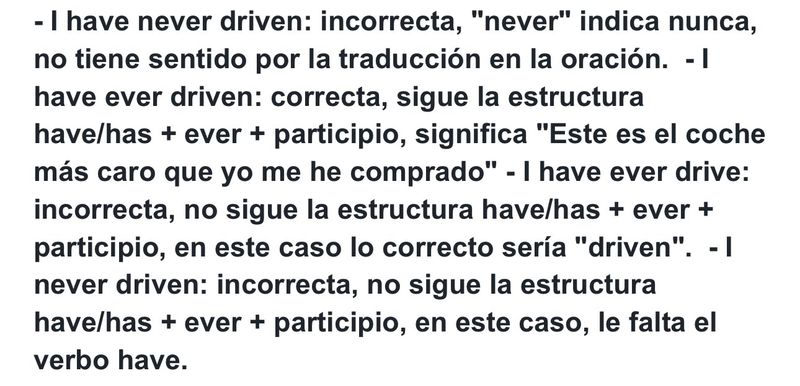 - I have never driven: incorrecta, "never" indica nunca,
no tiene sentido por la traducción en la oración.  - I
have ever driven: correcta, sigue la estructura
have/has + ever + participio, significa "Este es el coche
más caro que yo me he comprado" - I have ever drive:
incorrecta, no sigue la estructura have/has + ever +
participio, en este caso lo correcto sería "driven".  - I
never driven: incorrecta, no sigue la estructura
have/has + ever + participio, en este caso, le falta el
verbo have.